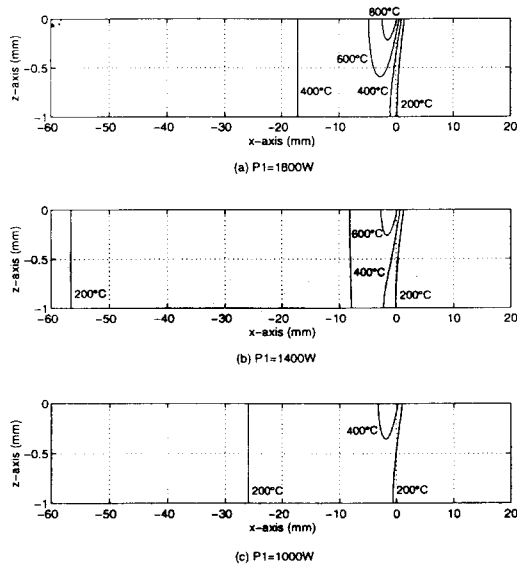 800°C
0
600°C
z-axis (mm)
-0.5
400°C 400°C 200°C
-1
-60 -50 -40 -30 -20 -10 0 10 20
x-axis (mm)
(a) P1=1800W
0
600°C
z-axis (mm)
-0.5
400°C
200°C 200°C
-1
-60 -50 -40 -30 -20 -10 0 10 20
x-axis (mm)
(b) P1=1400W
0
400°C
z-axis (mm)
-0.5
200°C 200°C
-1
-60 -50 -40 -30 -20 -10 0 10 20
x-axis (mm)
(c) P1=1000W